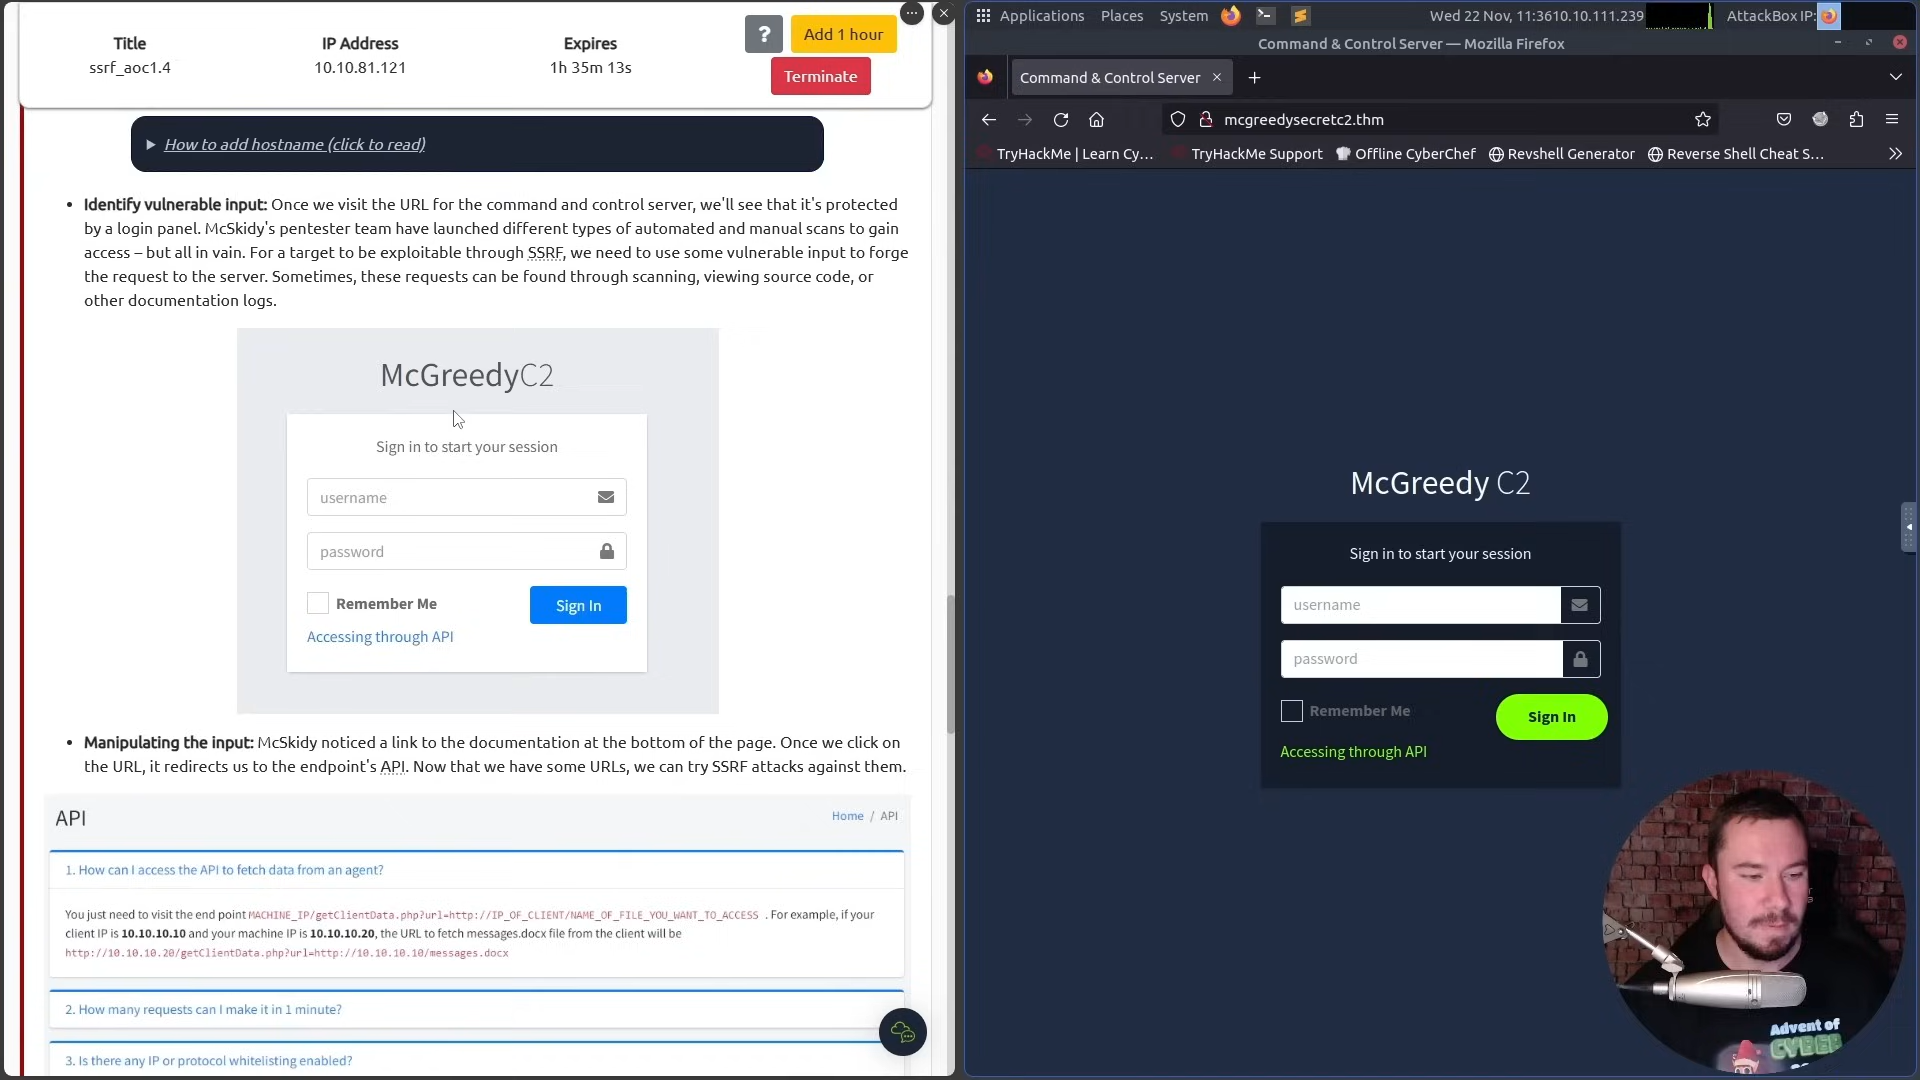 Title
ssrf_aoc1.4
IP Address
10.10.81.121
Expires
1h 35m 13s
?
Add 1 hour
Terminate
How to add hostname (click to read)
• Identify vulnerable input: Once we visit the URL for the command and control server, we'll see that it's protected
by a login panel. McSkidy's pentester team have launched different types of automated and manual scans to gain
access – but all in vain. For a target to be exploitable through SSRF, we need to use some vulnerable input to forge
the request to the server. Sometimes, these requests can be found through scanning, viewing source code, or
other documentation logs.
McGreedyC2
Sign in to start your session
username
password
Remember Me
Sign In
Accessing through API
• Manipulating the input: McSkidy noticed a link to the documentation at the bottom of the page. Once we click on
the URL, it redirects us to the endpoint's API. Now that we have some URLs, we can try SSRF attacks against them.
API
Home / API
1. How can I access the API to fetch data from an agent?
You just need to visit the end point MACHINE_IP/getClientData.php?url=http://IP_OF_CLIENT/NAME_OF_FILE_YOU_WANT_TO_ACCESS . For example, if your
client IP is 10.10.10.10 and your machine IP is 10.10.10.20, the URL to fetch messages.docx file from the client will be
http://10.10.10.20/getClientData.php?url=http://10.10.10.10/messages.docx
2. How many requests can I make it in 1 minute?
3. Is there any IP or protocol whitelisting enabled?
Applications Places System
Wed 22 Nov, 11:36
10.10.111.239
AttackBox IP:
Command & Control Server — Mozilla Firefox
Command & Control Server
mcgreedysecretc2.thm
TryHackMe | Learn Cy…
TryHackMe Support
Offline CyberChef
Revshell Generator
Reverse Shell Cheat S…
McGreedy C2
Sign in to start your session
username
password
Remember Me
Sign In
Accessing through API
Advent of
CYBER